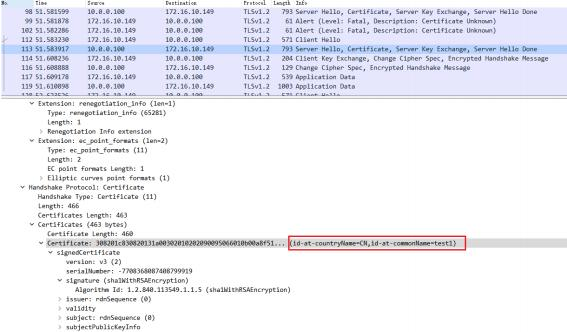 No. Time Source Destination Protocol Length Info
98 51.581599 10.0.0.100 172.16.10.149 TLSv1.2 793 Server Hello, Certificate, Server Key Exchange, Server Hello Done
99 51.581878 172.16.10.149 10.0.0.100 TLSv1.2 61 Alert (Level: Fatal, Description: Certificate Unknown)
102 51.582286 172.16.10.149 10.0.0.100 TLSv1.2 61 Alert (Level: Fatal, Description: Certificate Unknown)
112 51.583230 172.16.10.149 10.0.0.100 TLSv1.2 571 Client Hello
113 51.583917 10.0.0.100 172.16.10.149 TLSv1.2 793 Server Hello, Certificate, Server Key Exchange, Server Hello Done
114 51.608236 172.16.10.149 10.0.0.100 TLSv1.2 204 Client Key Exchange, Change Cipher Spec, Encrypted Handshake Message
116 51.608888 10.0.0.100 172.16.10.149 TLSv1.2 129 Change Cipher Spec, Encrypted Handshake Message
117 51.609178 172.16.10.149 10.0.0.100 TLSv1.2 539 Application Data
119 51.610898 10.0.0.100 172.16.10.149 TLSv1.2 1003 Application Data
Extension: renegotiation_info (len=1)
Type: renegotiation_info (65281)
Length: 1
Renegotiation Info extension
Extension: ec_point_formats (len=2)
Type: ec_point_formats (11)
Length: 2
EC point formats Length: 1
Elliptic curves point formats (1)
Handshake Protocol: Certificate
Handshake Type: Certificate (11)
Length: 466
Certificates Length: 463
Certificates (463 bytes)
Certificate Length: 460
Certificate: 308201c830820131a003020102020900950660 10b00a8f51... (id-at-countryName=CN,id-at-commonName=test1)
signedCertificate
version: v3 (2)
serialNumber: -7708368087408799919
signature (sha1WithRSAEncryption)
Algorithm Id: 1.2.840.113549.1.1.5 (sha1WithRSAEncryption)
issuer: rdnSequence (0)
validity
subject: rdnSequence (0)
subjectPublicKeyInfo